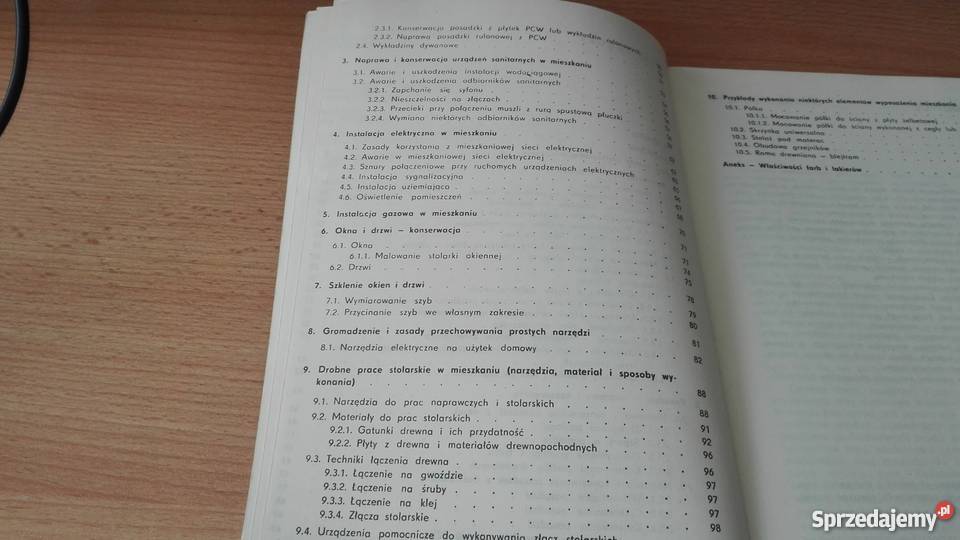 2.3.1. Konserwacja posadzki z płytek PCW lub wykładzin rulonowych
2.3.2. Naprawa posadzki rulonowej z PCW
2.4. Wykładziny dywanowe
3. Naprawa i konserwacja urządzeń sanitarnych w mieszkaniu
3.1. Awarie i uszkodzenia instalacji wodociągowej
3.2. Awarie i uszkodzenia odbiorników sanitarnych
3.2.1. Zapchanie się syfonu
3.2.2. Nieszczelności na złączach
3.2.3. Przecieki przy połączeniu muszli z rurą spustową płuczki
3.2.4. Wymiana niektórych odbiorników sanitarnych
4. Instalacja elektryczna w mieszkaniu
4.1. Zasady korzystania z mieszkaniowej sieci elektrycznej
4.2. Awarie w mieszkaniowej sieci elektrycznej
4.3. Sznury połączeniowe przy ruchomych urządzeniach elektrycznych
4.4. Instalacja sygnalizacyjna
4.5. Instalacja uziemiająca
4.6. Oświetlenie pomieszczeń
5. Instalacja gazowa w mieszkaniu
6. Okna i drzwi — konserwacja
6.1. Okna
6.1.1. Malowanie stolarki okiennej
6.2. Drzwi
7. Szklenie okien i drzwi
7.1. Wymiarowanie szyb
7.2. Przycinanie szyb we własnym zakresie
8. Gromadzenie i zasady przechowywania prostych narzędzi
8.1. Narzędzia elektryczne na użytek domowy 82
9. Drobne prace stolarskie w mieszkaniu (narzędzia, materiał i sposoby wy-
konania) 88
9.1. Narzędzia do prac naprawczych i stolarskich 88
9.2. Materiały do prac stolarskich 91
9.2.1. Gatunki drewna i ich przydatność 92
9.2.2. Płyty z drewna i materiałów drewnopochodnych 96
9.3. Techniki łączenia drewna 96
9.3.1. Łączenie na gwoździe 97
9.3.2. Łączenie na śruby 97
9.3.3. Łączenie na klej 97
9.3.4. Złącza stolarskie 98
9.4. Urządzenia pomocnicze do wykonywania złącz stolarskich
10. Przykłady wykonania niektórych elementów wyposażenia mieszkania
10.1. Półka
10.1.1. Mocowanie półki do ściany z płyty żelbetowej
10.1.2. Mocowanie półki do ściany wykonanej z cegły lub
10.2. Skrzynka uniwersalna
10.3. Stelaż pod materac
10.4. Obudowa grzejników
10.5. Rama drewniana — blejtram
Aneks — Właściwości farb i lakierów
Sprzedajemy.pl